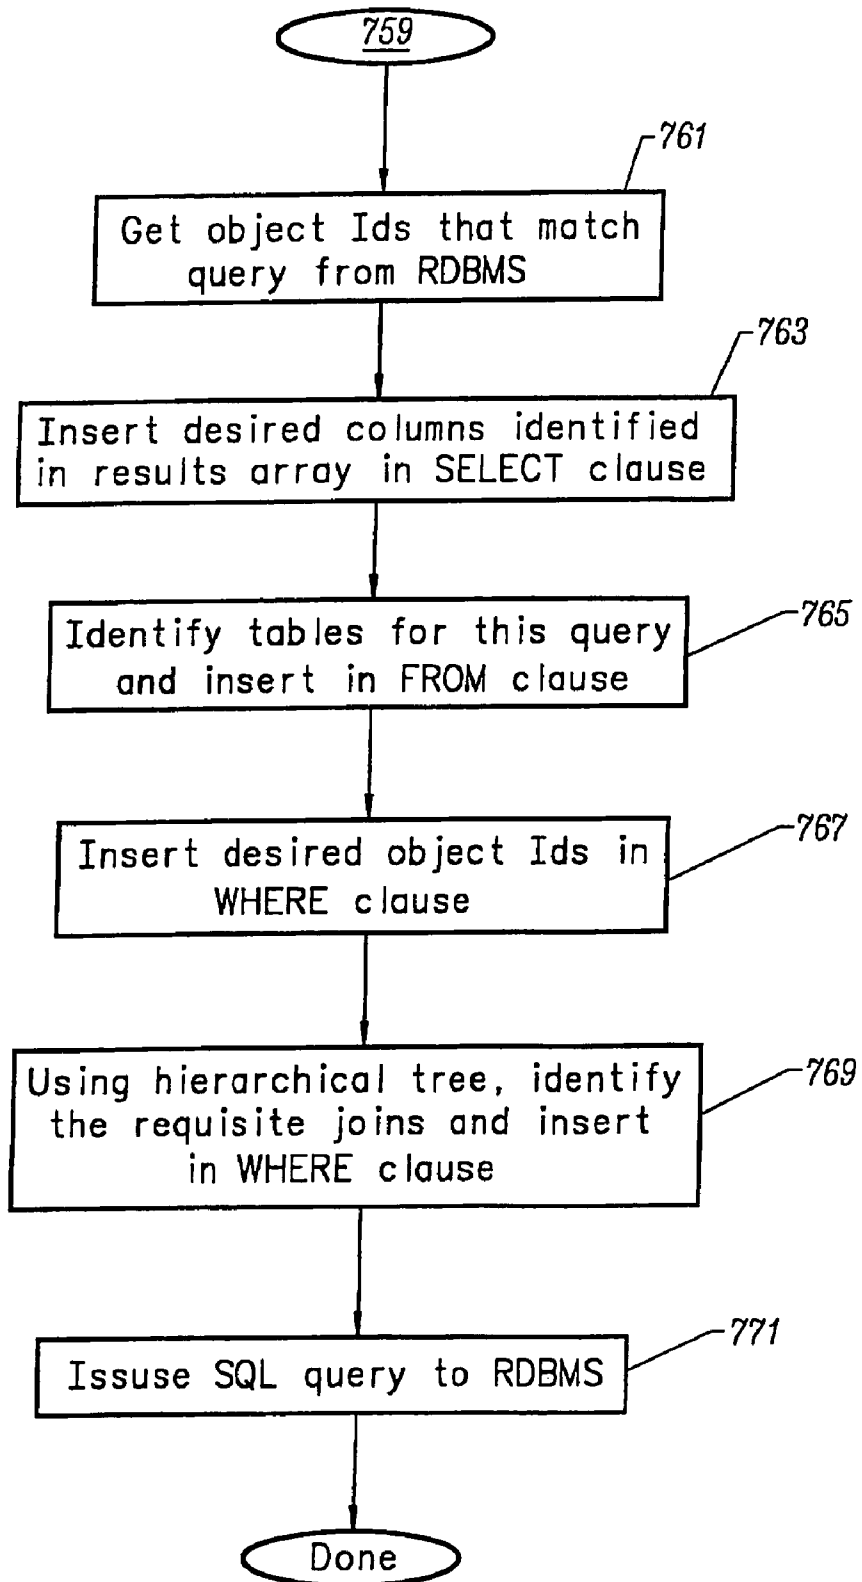 759
761
Get object Ids that match
query from RDBMS
763
Insert desired columns identified
in results array in SELECT clause
765
Identify tables for this query
and insert in FROM clause
767
Insert desired object Ids in
WHERE clause
769
Using hierarchical tree, identify
the requisite joins and insert
in WHERE clause
771
Issuse SQL query to RDBMS
Done